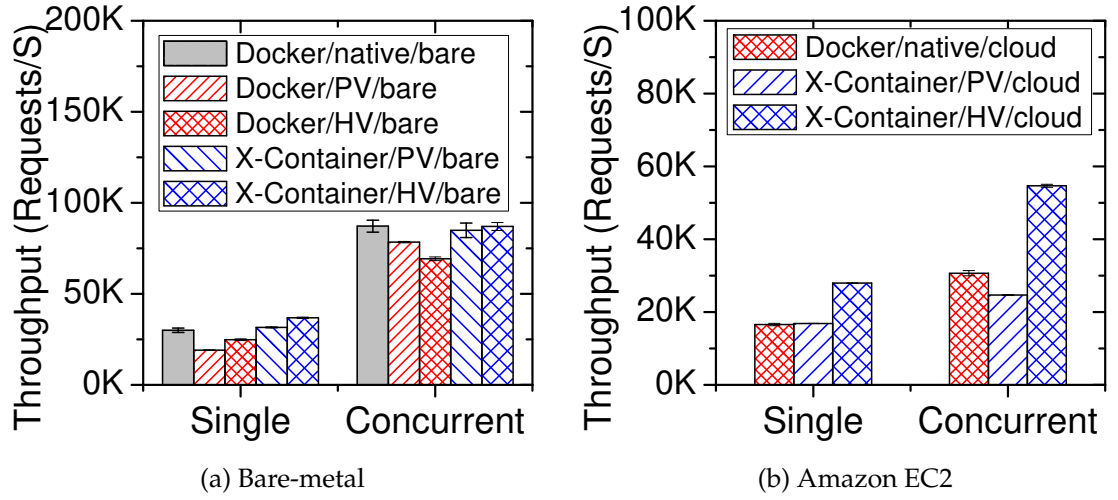 Throughput (Requests/S)
200K
150K
100K
50K
0K
Docker/native/bare
Docker/PV/bare
Docker/HV/bare
X-Container/PV/bare
X-Container/HV/bare
Single Concurrent
(a) Bare-metal
Throughput (Requests/S)
100K
80K
60K
40K
20K
0K
Docker/native/cloud
X-Container/PV/cloud
X-Container/HV/cloud
Single Concurrent
(b) Amazon EC2